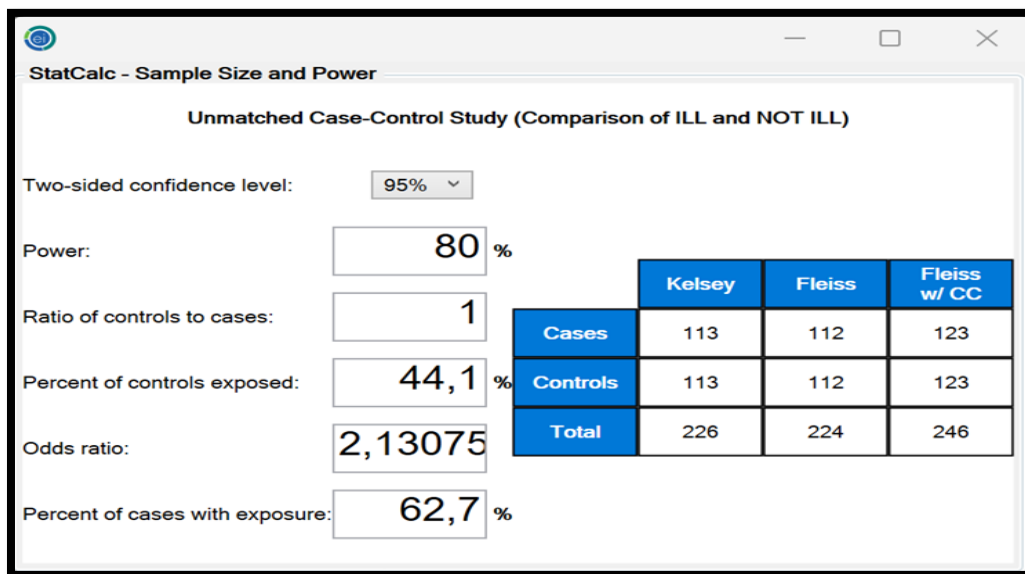 ei
StatCalc - Sample Size and Power
Unmatched Case-Control Study (Comparison of ILL and NOT ILL)
Two-sided confidence level: 95%
Power: 80 %
Ratio of controls to cases: 1
Percent of controls exposed: 44,1 %
Odds ratio: 2,13075
Percent of cases with exposure: 62,7 %
Kelsey Fleiss Fleiss w/ CC
Cases 113 112 123
Controls 113 112 123
Total 226 224 246